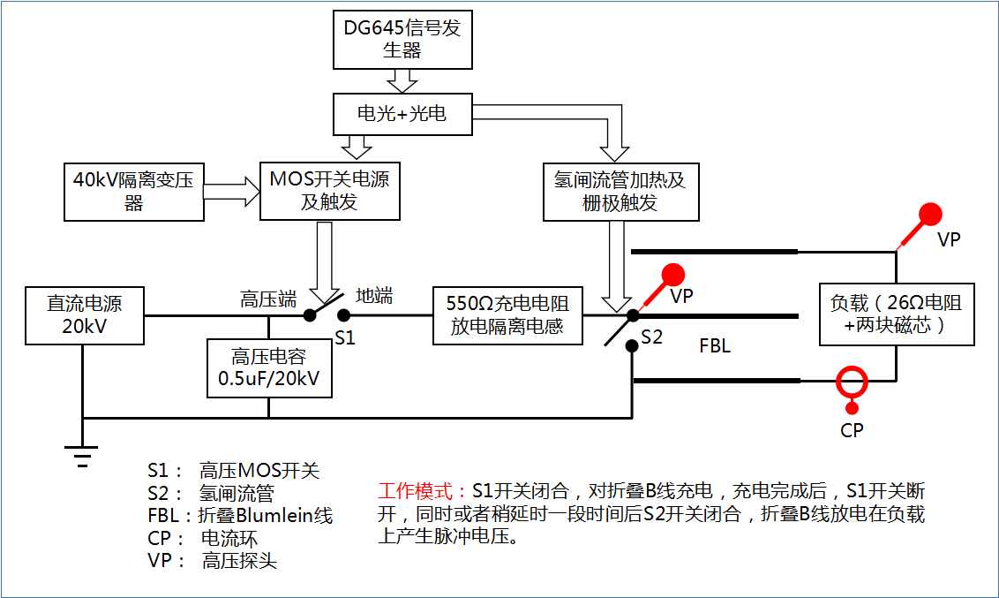 DG645信号发
生器
电光+光电
40kV隔离变压
器
MOS开关电源
及触发
氢闸流管加热及
栅极触发
VP
直流电源
20kV
高压端
地端
S1
550Ω充电电阻
放电隔离电感
VP
S2
FBL
负载（26Ω电阻
+两块磁芯）
高压电容
0.5uF/20kV
CP
S1： 高压MOS开关
S2： 氢闸流管
FBL：折叠Blumlein线
CP： 电流环
VP： 高压探头
工作模式：S1开关闭合，对折叠B线充电，充电完成后，S1开关断
开，同时或者稍延时一段时间后S2开关闭合，折叠B线放电在负载
上产生脉冲电压。